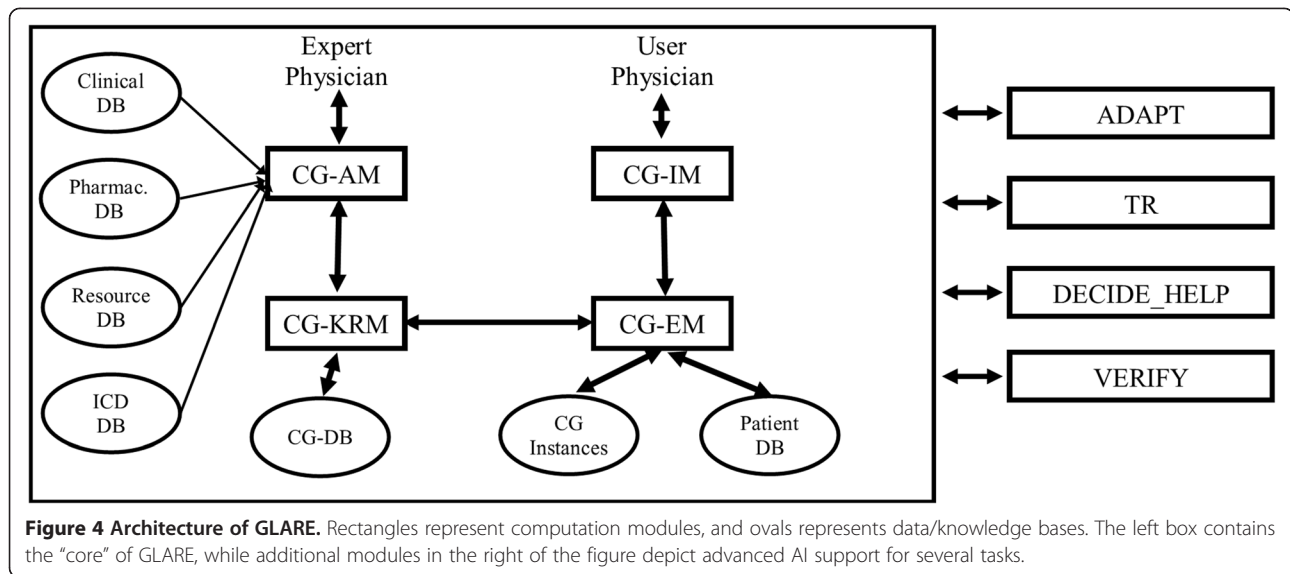 Expert
Physician
User
Physician
Clinical
DB
Pharmac.
DB
Resource
DB
ICD
DB
CG-AM
CG-IM
CG-KRM
CG-EM
CG-DB
CG
Instances
Patient
DB
ADAPT
TR
DECIDE_HELP
VERIFY
Figure 4 Architecture of GLARE. Rectangles represent computation modules, and ovals represents data/knowledge bases. The left box contains
the “core” of GLARE, while additional modules in the right of the figure depict advanced AI support for several tasks.